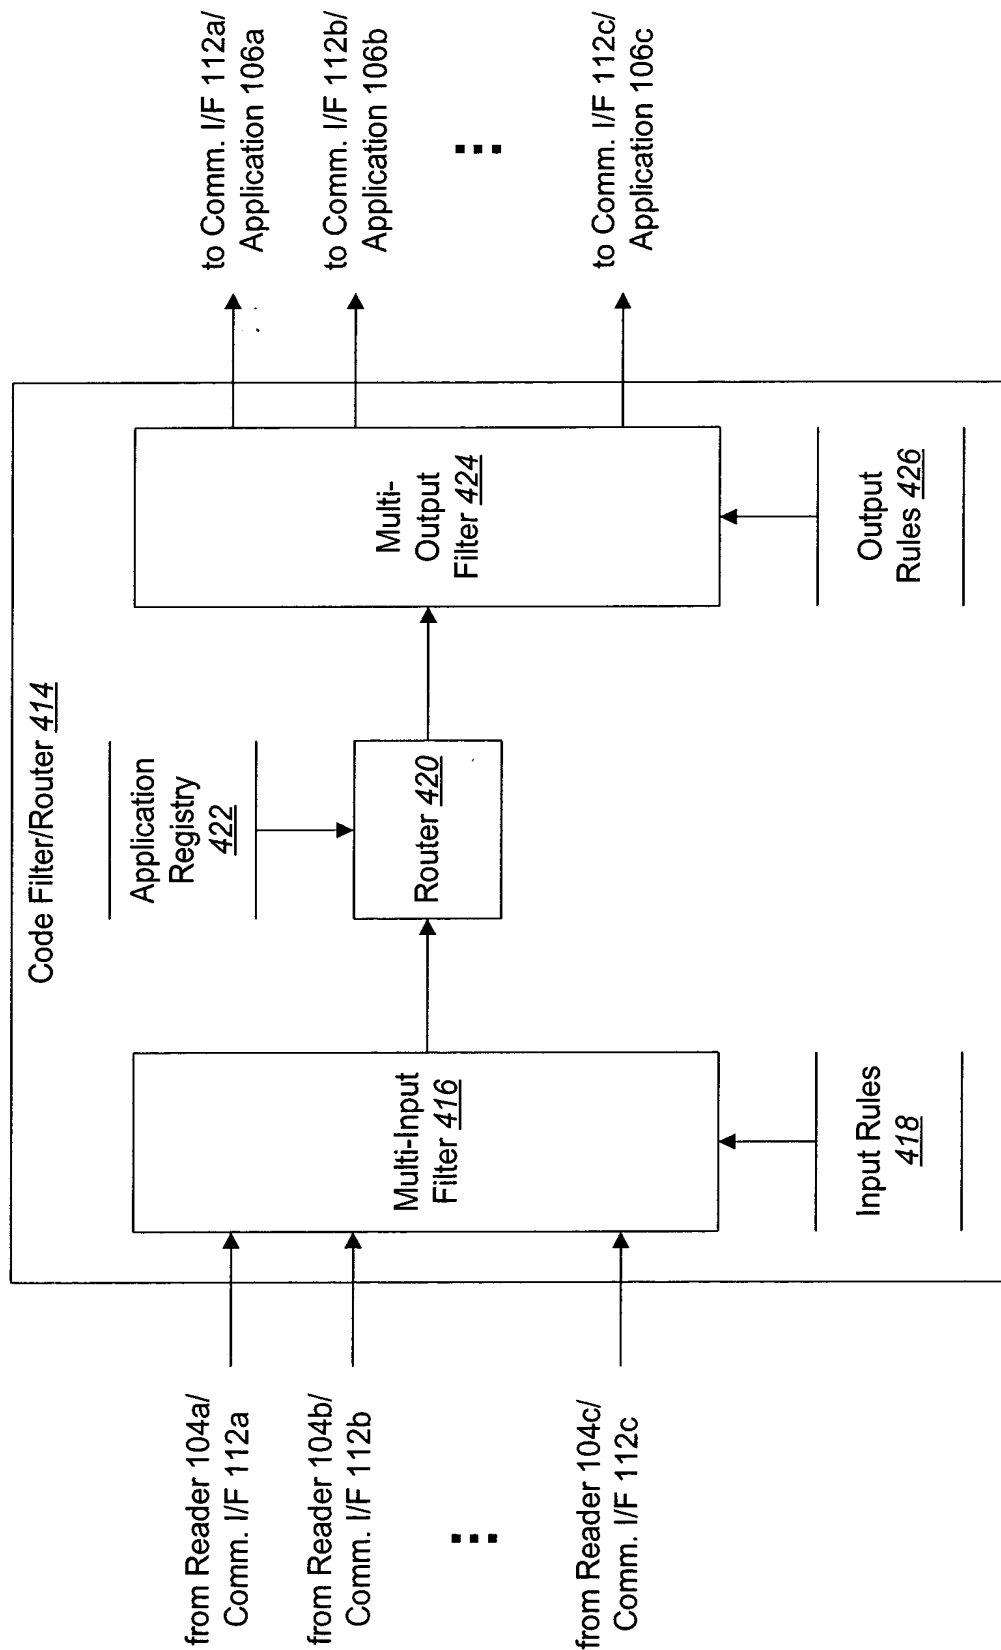 Code Filter/Router 414
from Reader 104a/
Comm. I/F 112a
from Reader 104b/
Comm. I/F 112b
from Reader 104c/
Comm. I/F 112c
Multi-Input
Filter 416
Input Rules
418
Application
Registry
422
Router 420
Multi-
Output
Filter 424
Output
Rules 426
to Comm. I/F 112a/
Application 106a
to Comm. I/F 112b/
Application 106b
to Comm. I/F 112c/
Application 106c